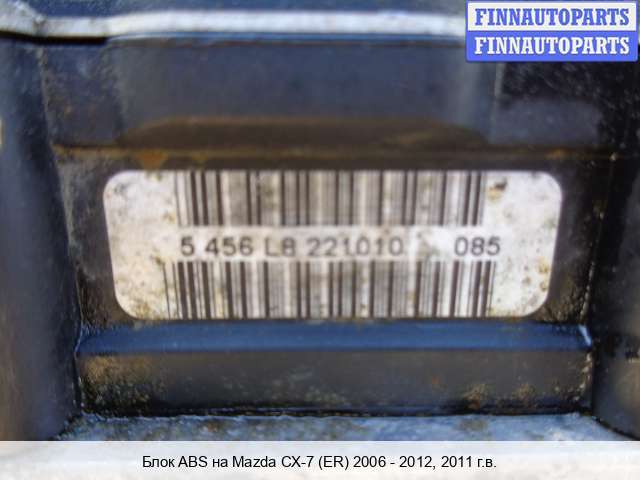 FINNAUTOPARTS
FINNAUTOPARTS
5 456 L8 221010 085
Блок ABS на Mazda CX-7 (ER) 2006 - 2012, 2011 г.в.